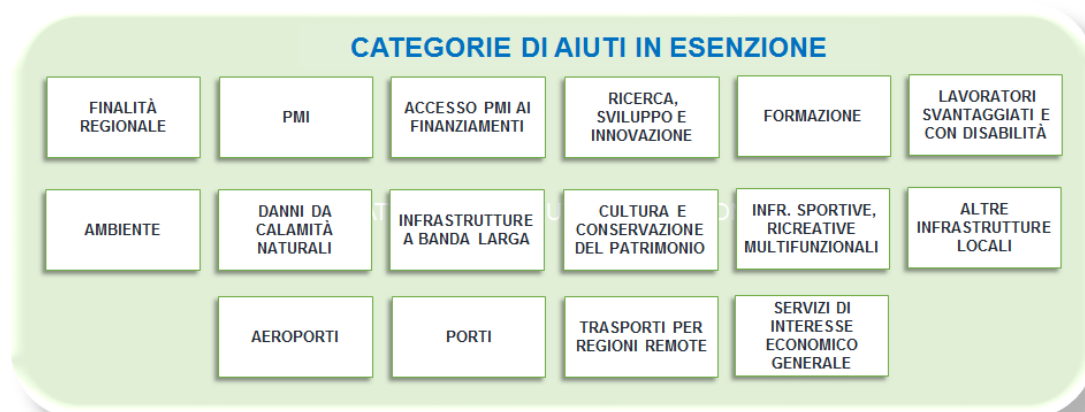 CATEGORIE DI AIUTI IN ESENZIONE
FINALITÀ
REGIONALE
PMI
ACCESSO PMI AI
FINANZIAMENTI
RICERCA,
SVILUPPO E
INNOVAZIONE
FORMAZIONE
LAVORATORI
SVANTAGGIATI E
CON DISABILITÀ
AMBIENTE
DANNI DA
CALAMITÀ
NATURALI
INFRASTRUTTURE
A BANDA LARGA
CULTURA E
CONSERVAZIONE
DEL PATRIMONIO
INFR. SPORTIVE,
RICREATIVE
MULTIFUNZIONALI
ALTRE
INFRASTRUTTURE
LOCALI
AEROPORTI
PORTI
TRASPORTI PER
REGIONI REMOTE
SERVIZI DI
INTERESSE
ECONOMICO
GENERALE